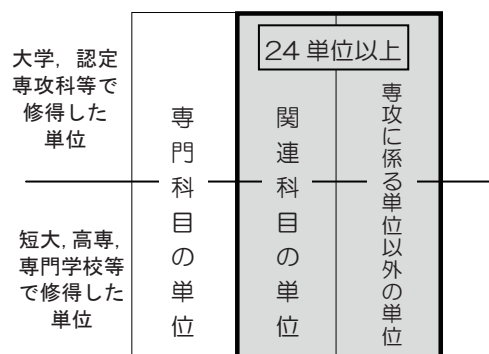 大学，認定
専攻科等で
修得した
単位
短大，高専，
専門学校等
で修得した
単位
専門科目の単位
24単位以上
関連科目の単位
専攻に係る単位以外の単位